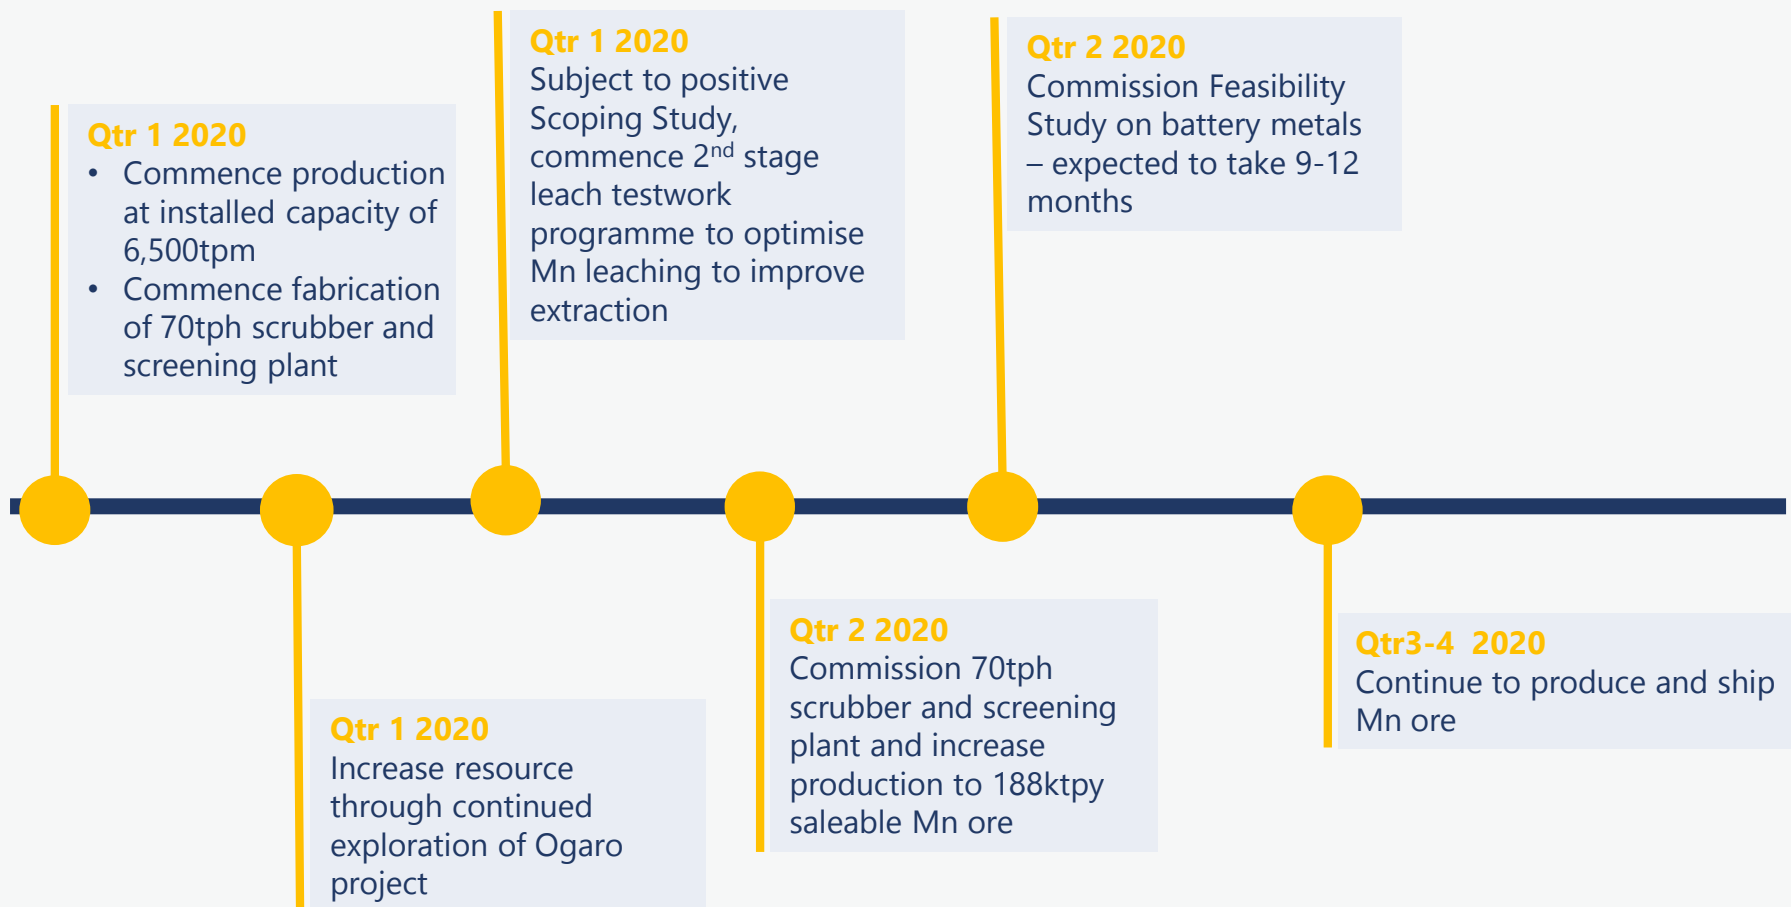 Qtr 1 2020
• Commence production
at installed capacity of
6,500tpm
• Commence fabrication
of 70tph scrubber and
screening plant
Qtr 1 2020
Increase resource
through continued
exploration of Ogaro
project
Qtr 1 2020
Subject to positive
Scoping Study,
commence 2nd stage
leach testwork
programme to optimise
Mn leaching to improve
extraction
Qtr 2 2020
Commission 70tph
scrubber and screening
plant and increase
production to 188ktpy
saleable Mn ore
Qtr 2 2020
Commission Feasibility
Study on battery metals
– expected to take 9-12
months
Qtr3-4  2020
Continue to produce and ship
Mn ore